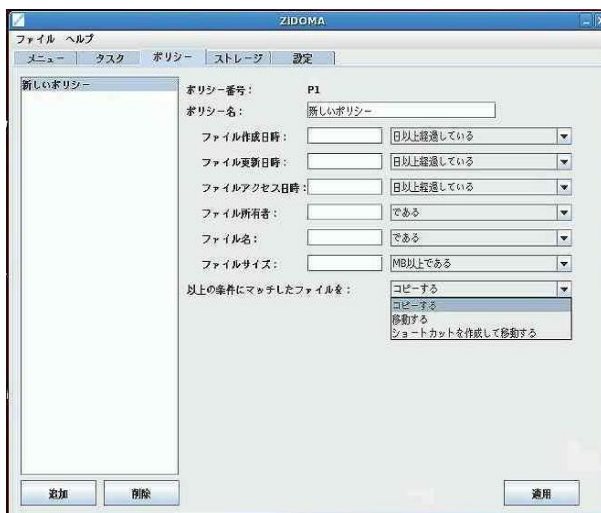 ZIDOMA
ファイル ヘルプ
メニュー タスク ポリシー ストレージ 設定
新しいポリシー
ポリシー番号: P1
ポリシー名: 新しいポリシー
ファイル作成日時: 日以上経過している
ファイル更新日時: 日以上経過している
ファイルアクセス日時: 日以上経過している
ファイル所有者: である
ファイル名: である
ファイルサイズ: MB以上である
以上の条件にマッチしたファイルを: コピーする
コピーする
移動する
ショートカットを作成して移動する
追加 削除 適用